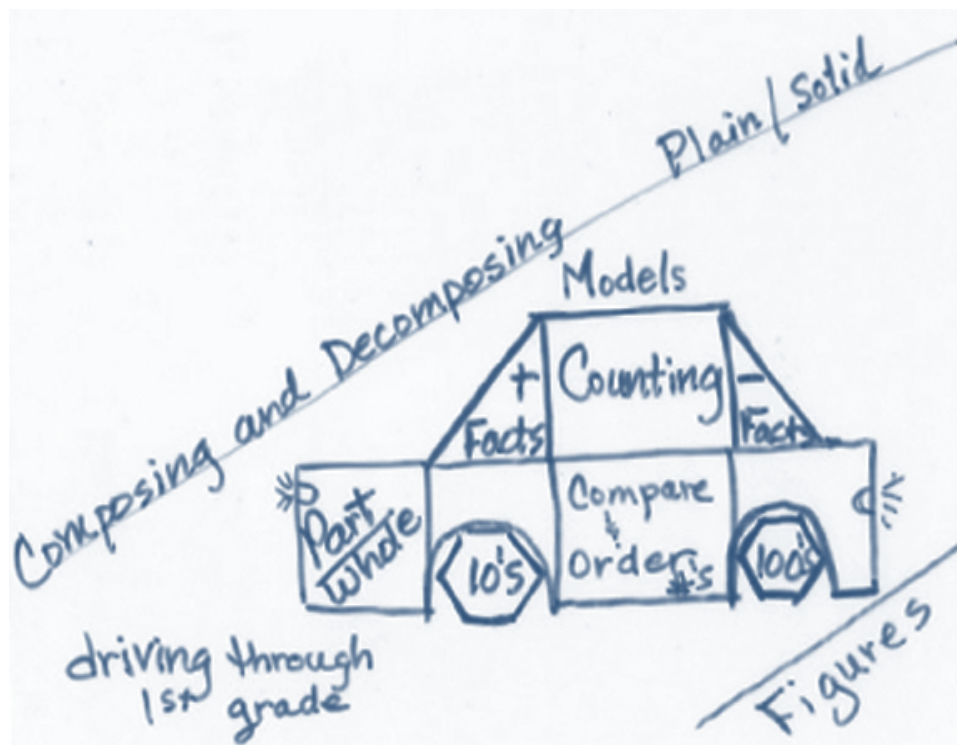 Composing and Decomposing Plain/Solid
Models
+ Counting -
Facts Facts
Part
Whole
Compare
&
order #'s
10's
100's
driving through
1st grade
Figures